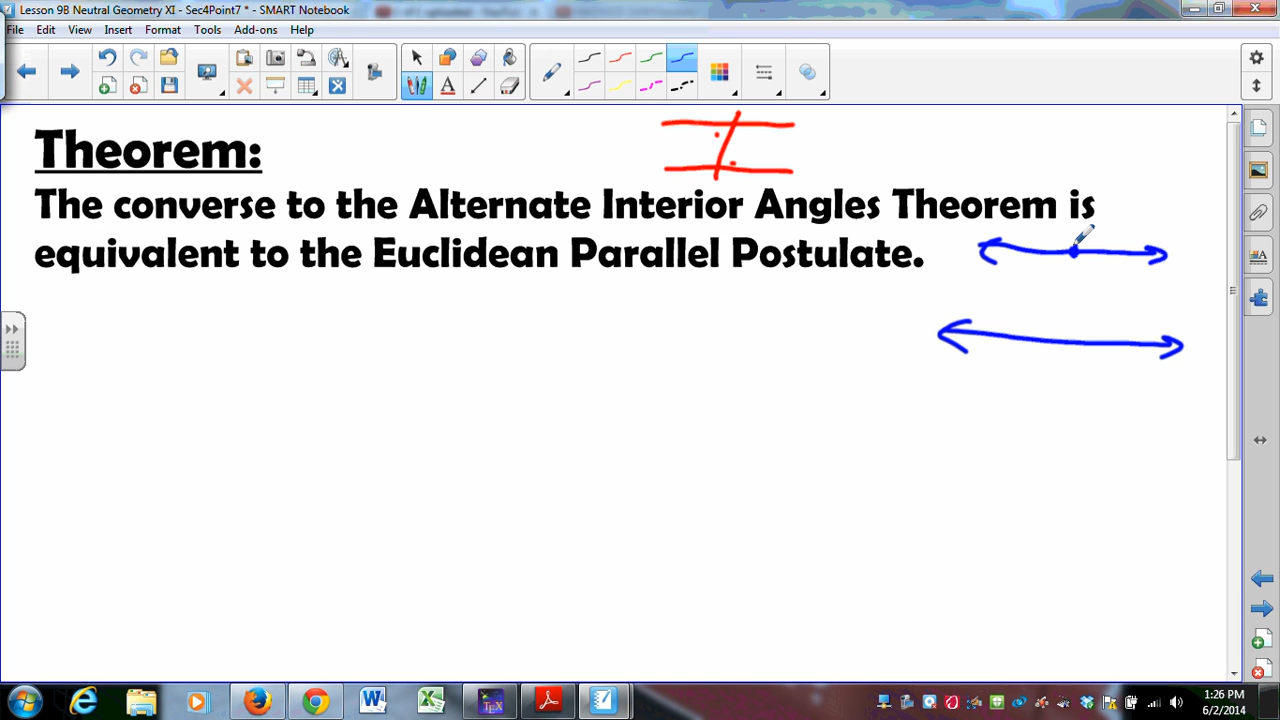 Lesson 9B Neutral Geometry XI - Sec4Point7 * - SMART Notebook
File Edit View Insert Format Tools Add-ons Help
Theorem:
The converse to the Alternate Interior Angles Theorem is
equivalent to the Euclidean Parallel Postulate.
1:26 PM
6/2/2014